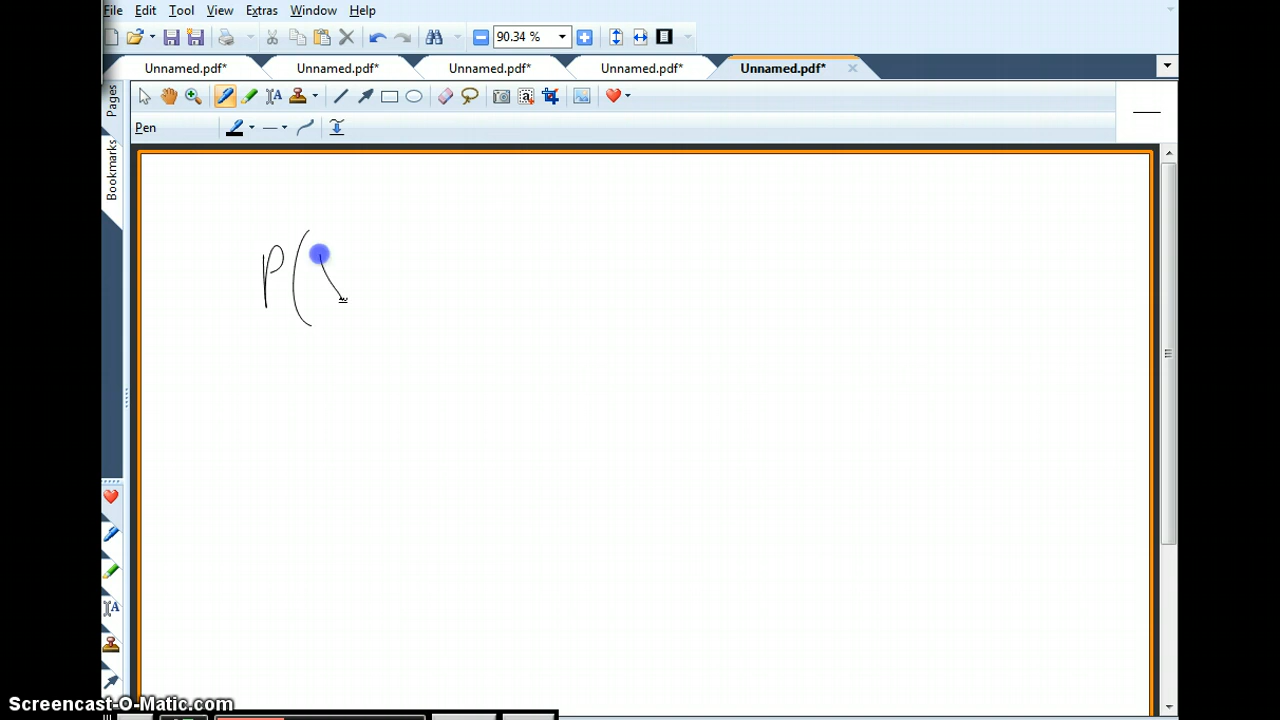 File Edit Tool View Extras Window Help
90.34 %
Unnamed.pdf* Unnamed.pdf* Unnamed.pdf* Unnamed.pdf* Unnamed.pdf*
Pages
Pen
Bookmarks
P(
Screencast-O-Matic.com